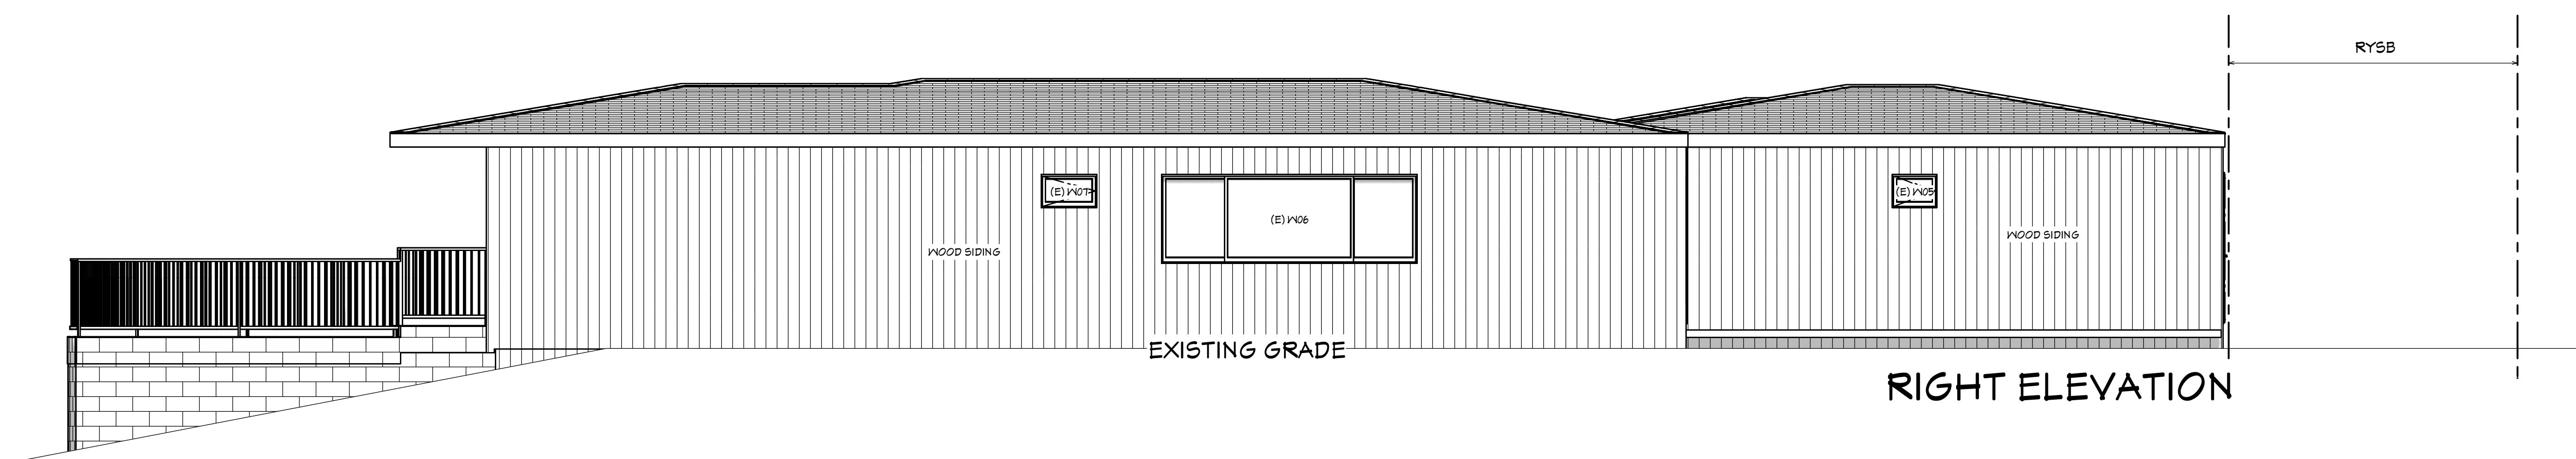 RYSB
(E) W07
(E) W06
(E) W05
WOOD SIDING
WOOD SIDING
EXISTING GRADE
RIGHT ELEVATION